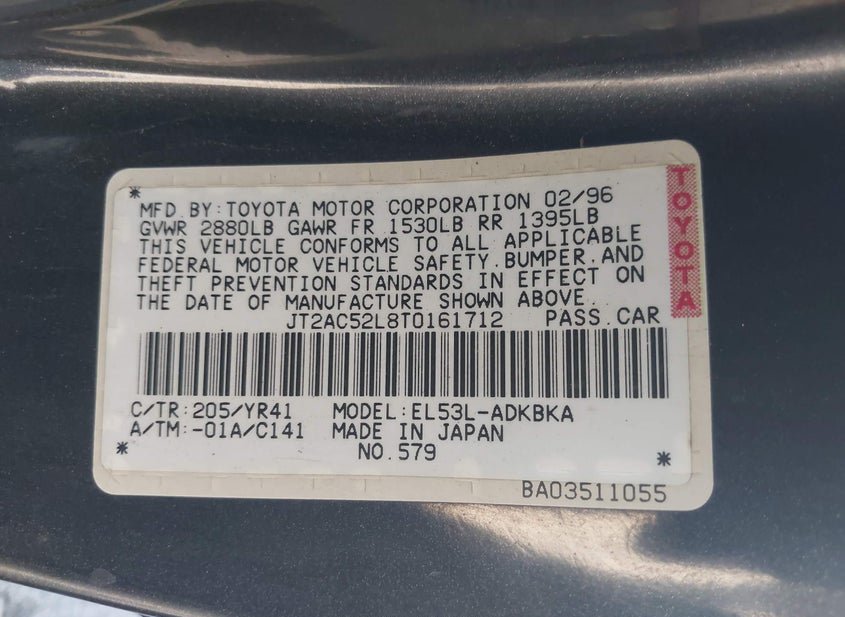 MFD.BY:TOYOTA MOTOR CORPORATION 02/96
GVWR 2880LB GAWR FR 1530LB RR 1395LB
THIS VEHICLE CONFORMS TO ALL APPLICABLE
FEDERAL MOTOR VEHICLE SAFETY.BUMPER.AND
THEFT PREVENTION STANDARDS IN EFFECT ON
THE DATE OF MANUFACTURE SHOWN ABOVE.
JT2AC52L8T0161712 PASS.CAR
C/TR:205/YR41 MODEL:EL53L-ADKBKA
A/TM:-01A/C141 MADE IN JAPAN
NO.579
BA03511055
TOYOTA